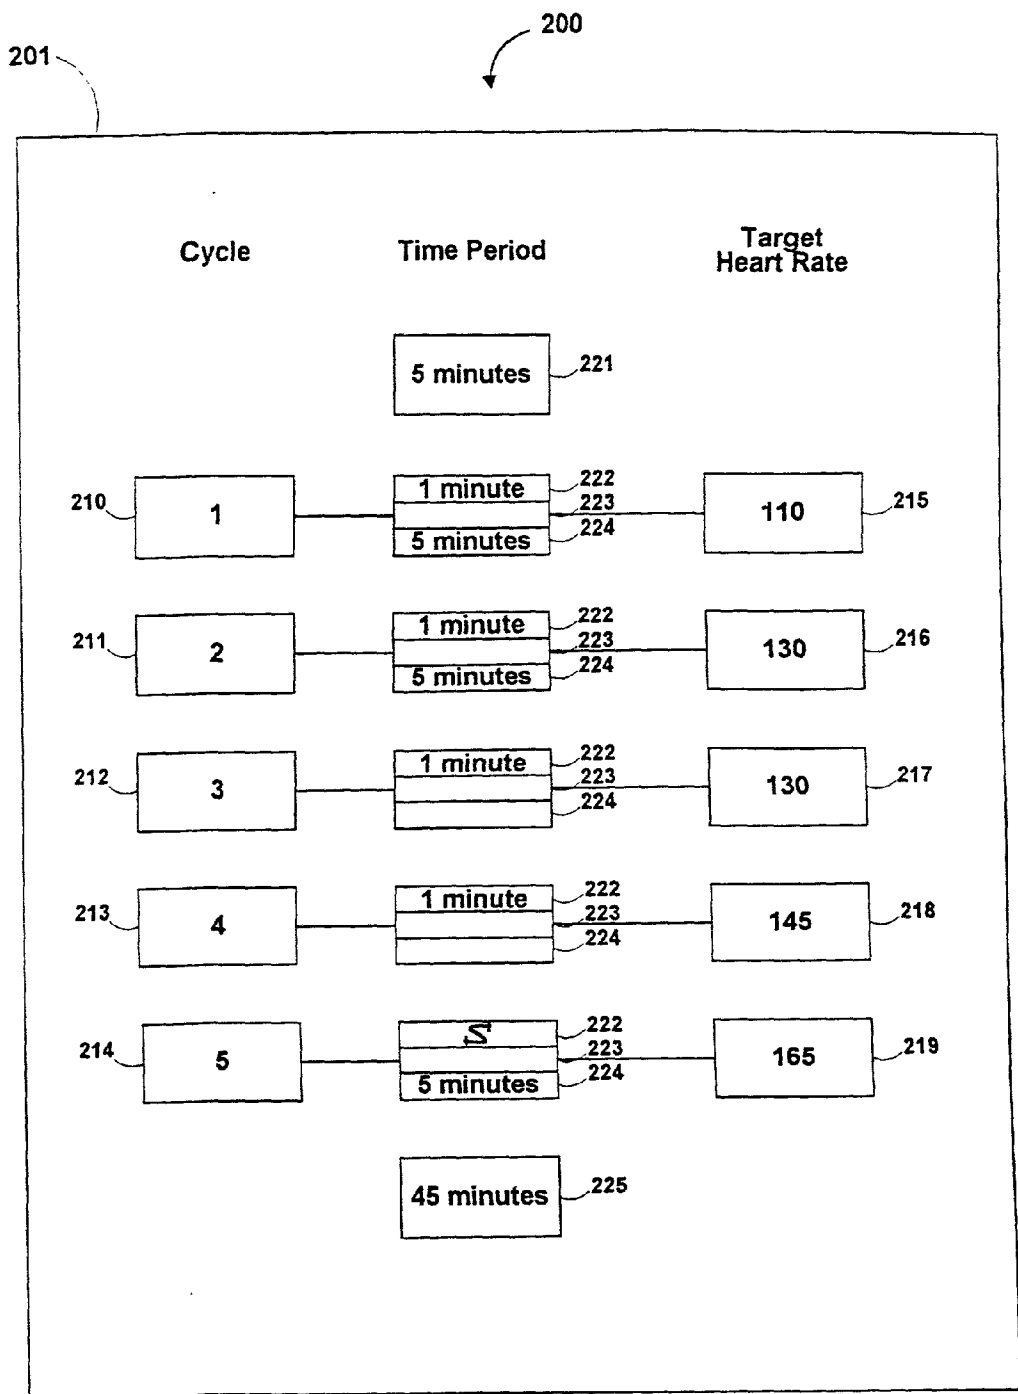 200
201
Cycle Time Period Target Heart Rate
5 minutes 221
210 1 1 minute 222 223 5 minutes 224 110 215
211 2 1 minute 222 223 5 minutes 224 130 216
212 3 1 minute 222 223 224 130 217
213 4 1 minute 222 223 224 145 218
214 5 222 223 5 minutes 224 165 219
45 minutes 225